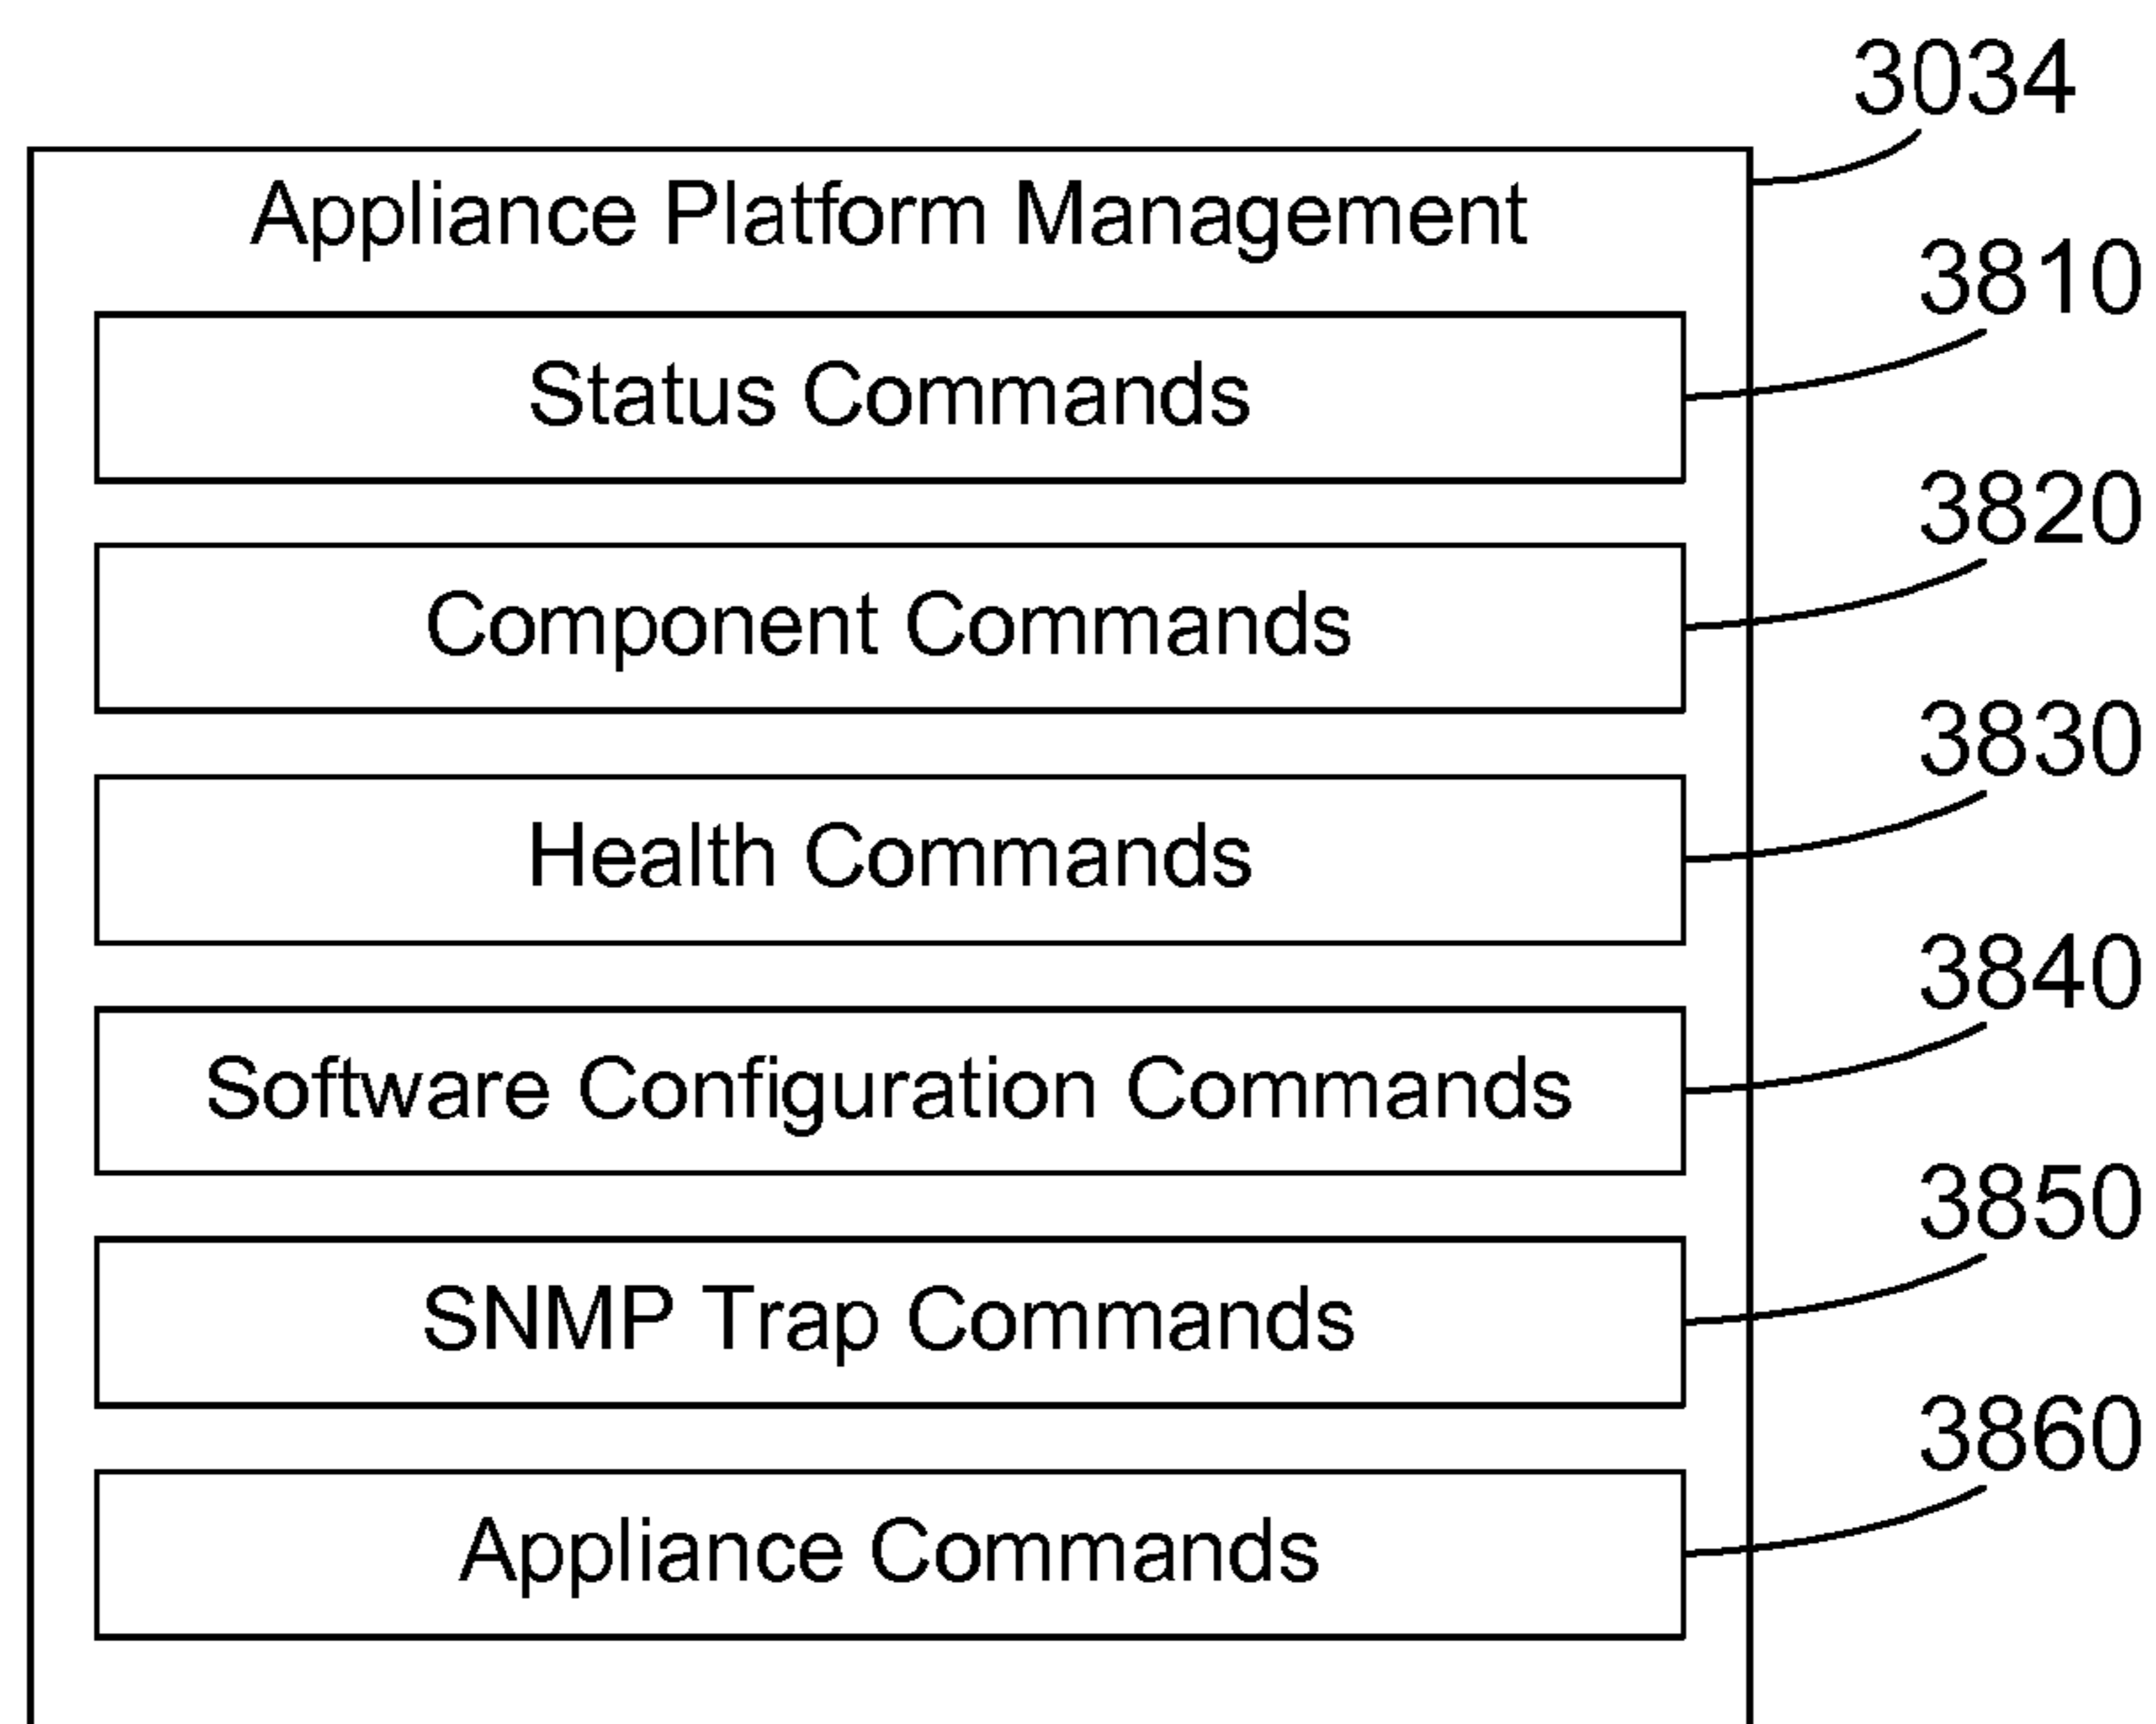 3034
Appliance Platform Management
3810
Status Commands
3820
Component Commands
3830
Health Commands
3840
Software Configuration Commands
3850
SNMP Trap Commands
3860
Appliance Commands